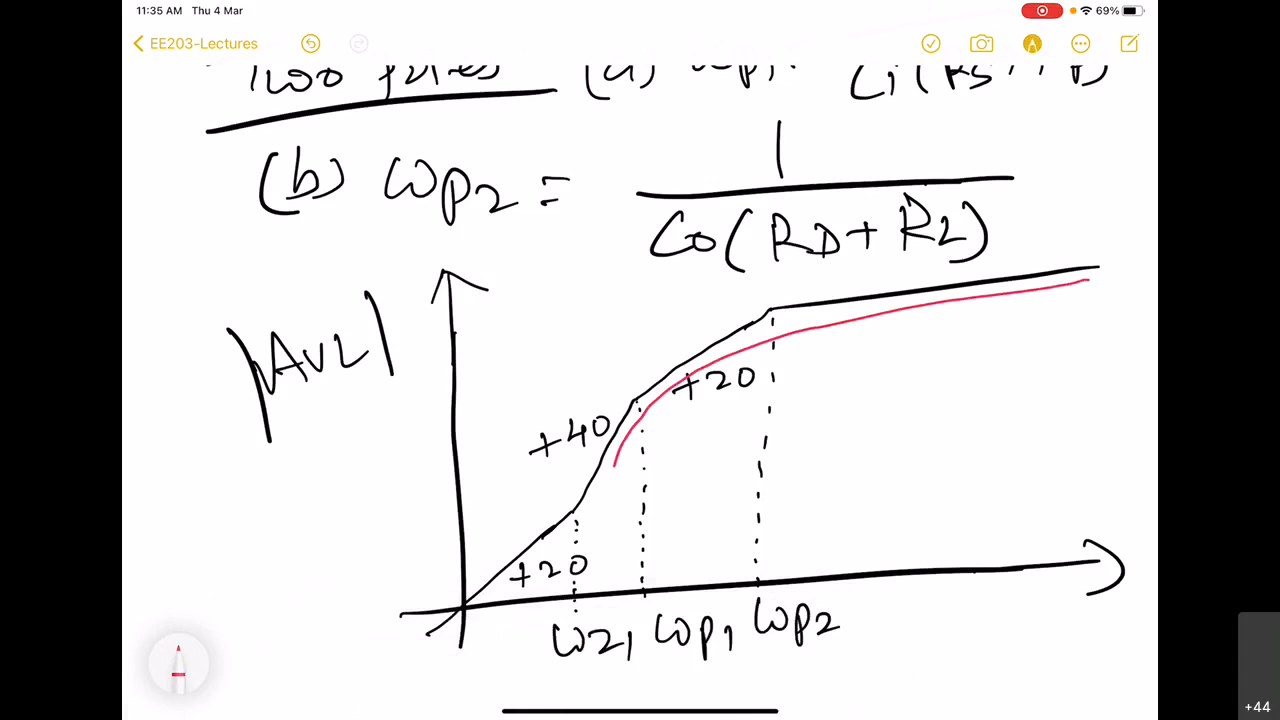 11:35 AM Thu 4 Mar 69%
EE203-Lectures
(b) ωp2 = 1
Co(RD+RL)
|AvL|
+20
+40
+20
ωz1 ωp1 ωp2
+44